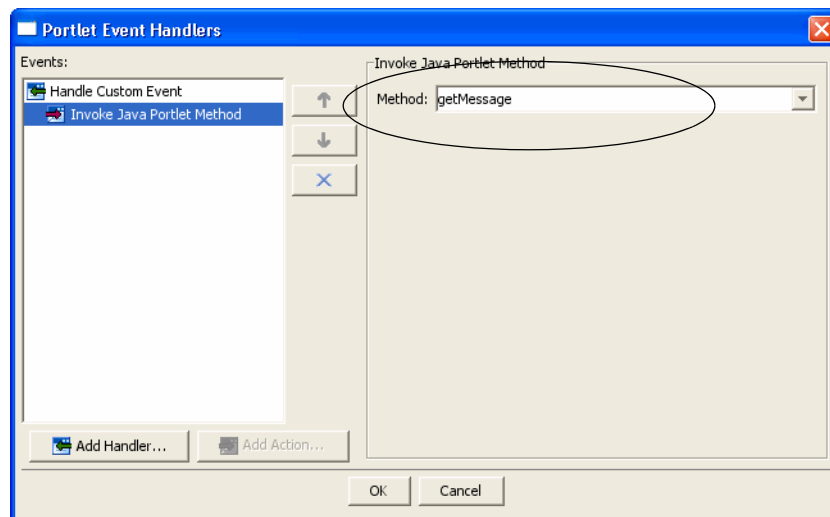 Portlet Event Handlers
Events:
Handle Custom Event
Invoke Java Portlet Method
Invoke Java Portlet Method
Method: getMessage
Add Handler...
Add Action...
OK
Cancel